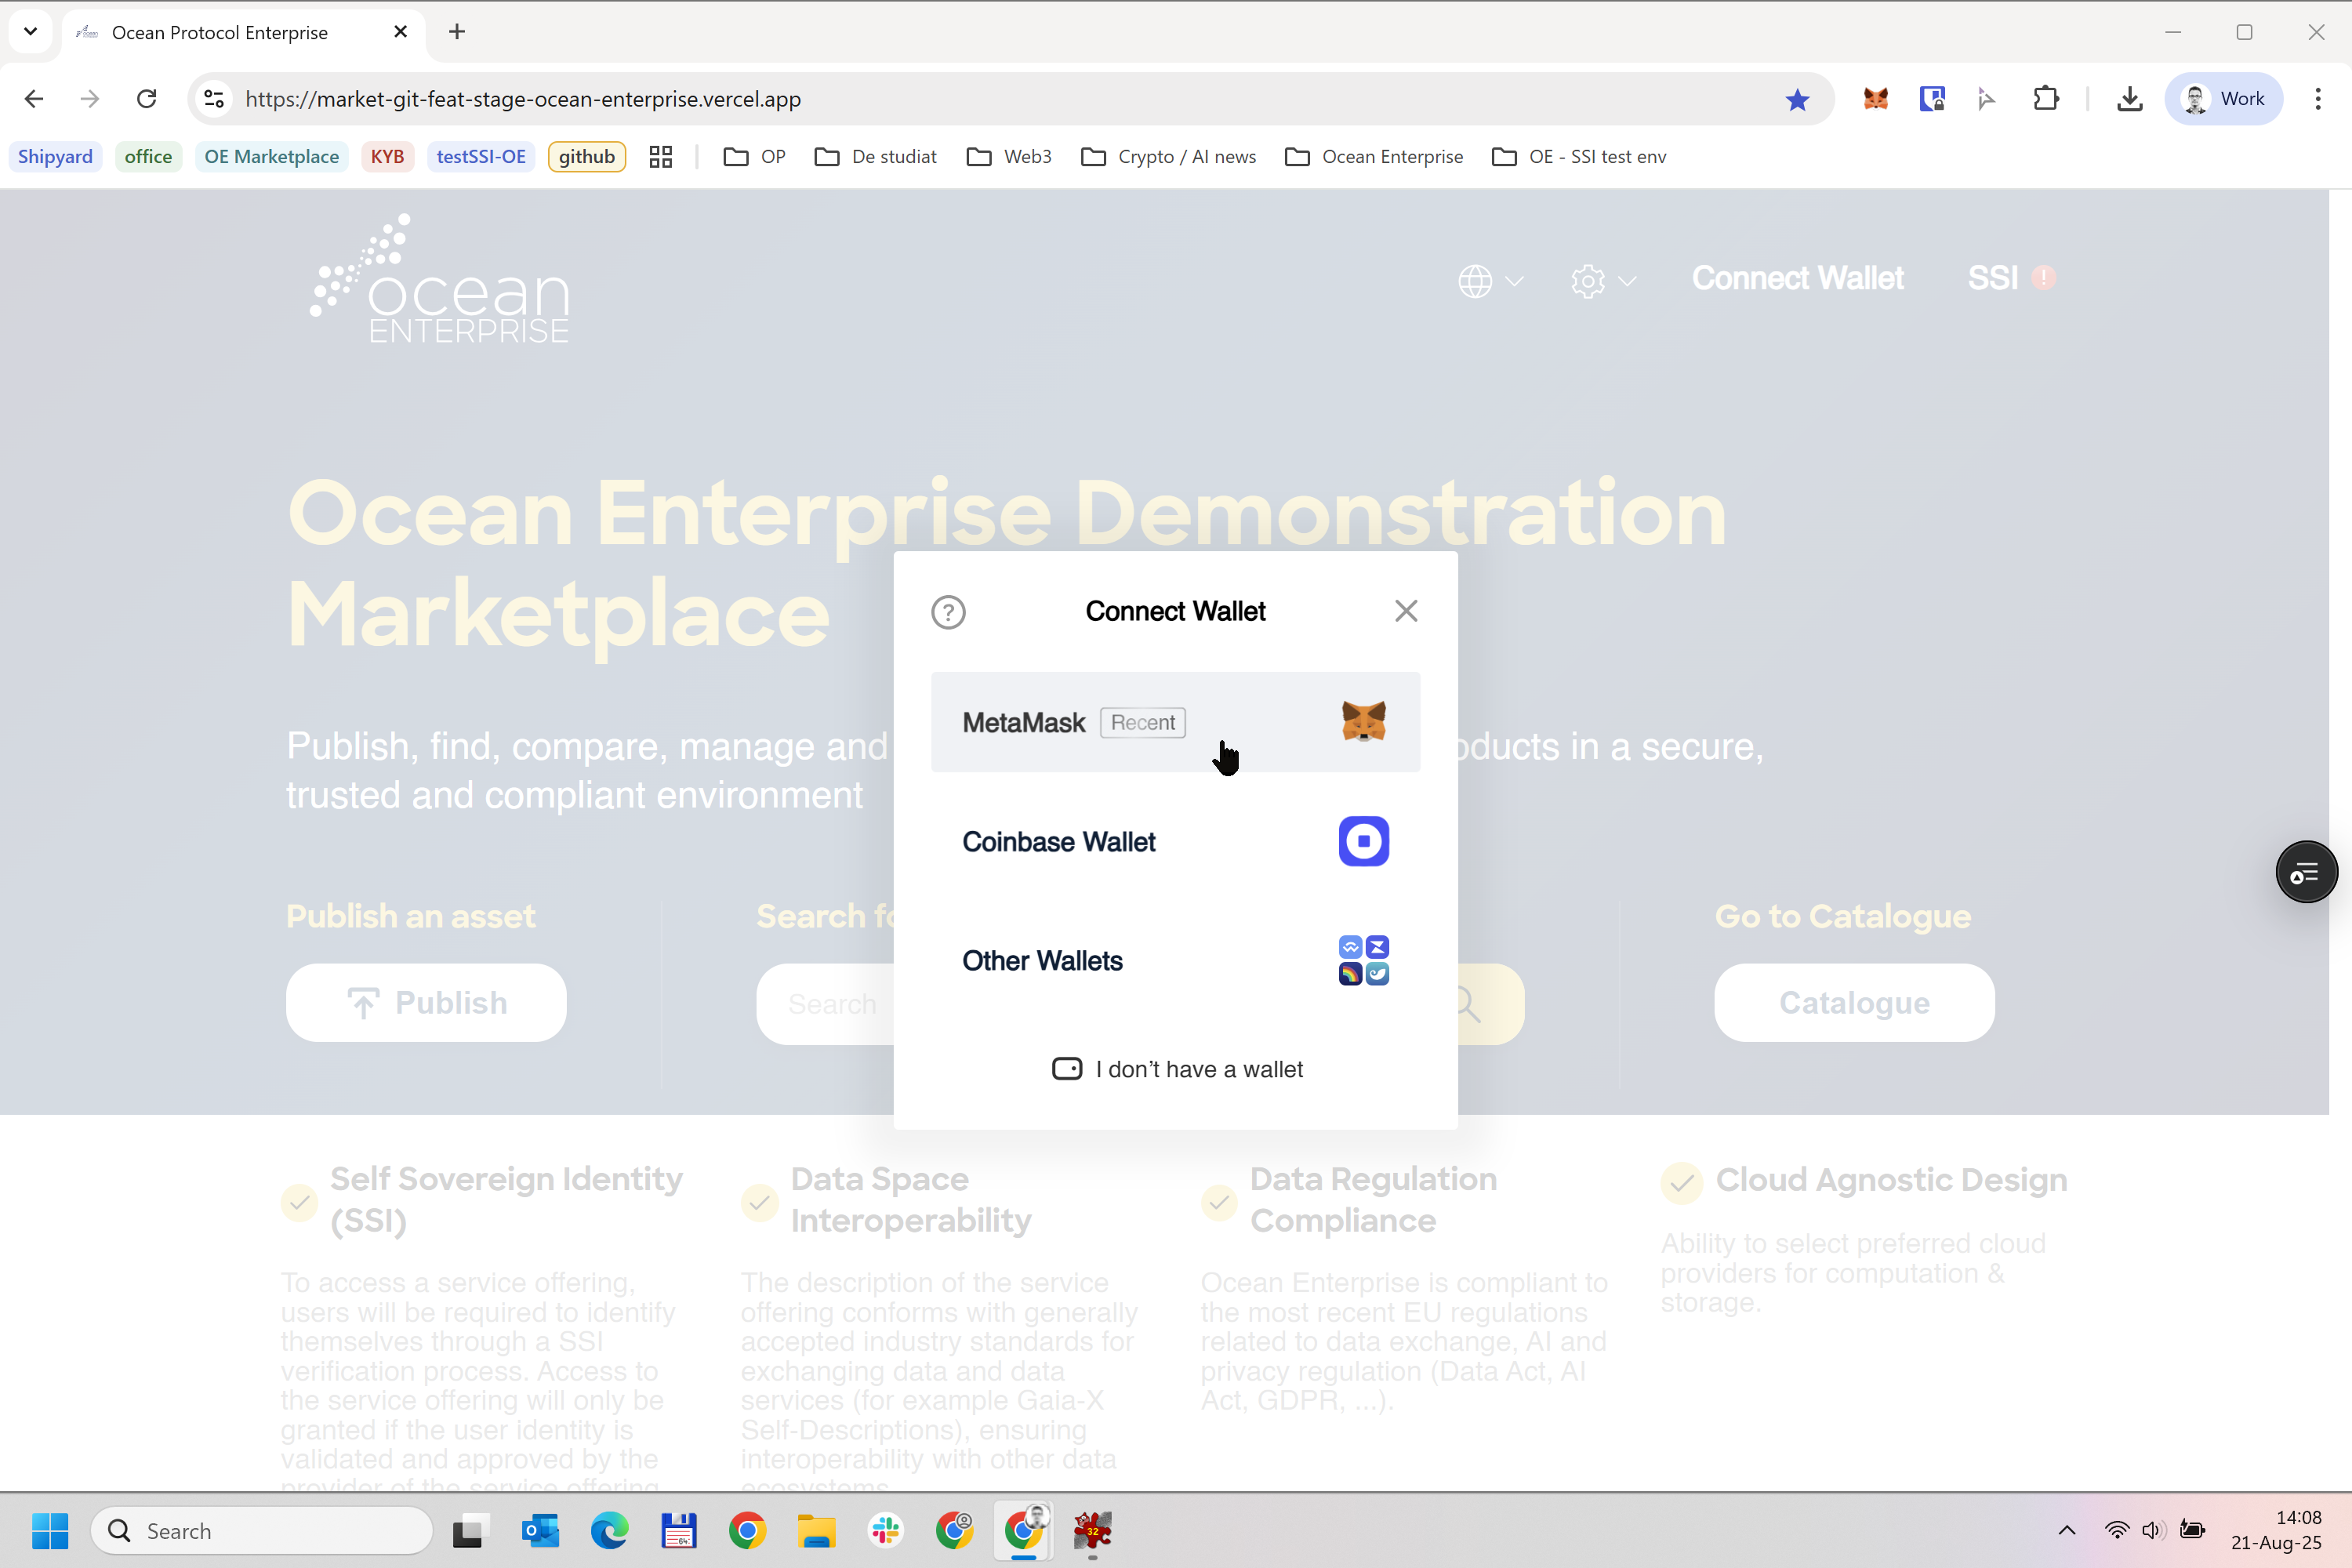 Ocean Protocol Enterprise
https://market-git-feat-stage-ocean-enterprise.vercel.app
Work
Shipyard office OE Marketplace KYB testSSI-OE github OP De studiat Web3 Crypto / AI news Ocean Enterprise OE - SSI test env
ocean
ENTERPRISE
Connect Wallet
SSI
Ocean Enterprise Demonstration
Marketplace
Publish, find, compare, manage and
oducts in a secure,
trusted and compliant environment
Connect Wallet
MetaMask Recent
Coinbase Wallet
Other Wallets
I don't have a wallet
Publish an asset
Publish
Search fo
Search
Go to Catalogue
Catalogue
Self Sovereign Identity
(SSI)
To access a service offering,
users will be required to identify
themselves through a SSI
verification process. Access to
the service offering will only be
granted if the user identity is
validated and approved by the
provider of the service offering
Data Space
Interoperability
The description of the service
offering conforms with generally
accepted industry standards for
exchanging data and data
services (for example Gaia-X
Self-Descriptions), ensuring
interoperability with other data
ecosystems
Data Regulation
Compliance
Ocean Enterprise is compliant to
the most recent EU regulations
related to data exchange, AI and
privacy regulation (Data Act, AI
Act, GDPR, ...).
Cloud Agnostic Design
Ability to select preferred cloud
providers for computation &
storage.
Search
32
14:08
21-Aug-25